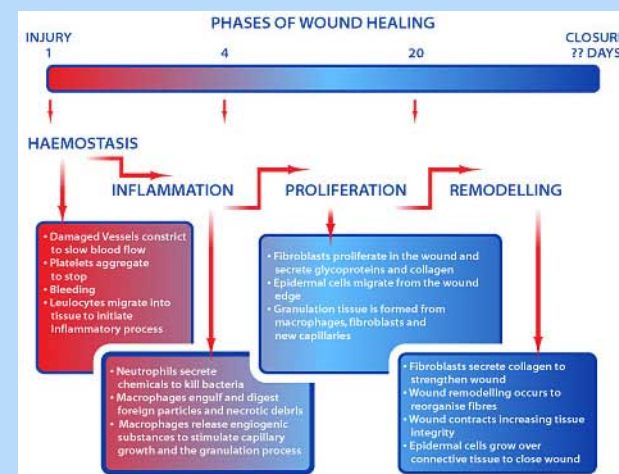 PHASES OF WOUND HEALING
INJURY
1
4
20
CLOSURE
?? DAYS
HAEMOSTASIS
INFLAMMATION
PROLIFERATION
REMODELLING
• Damaged Vessels constrict
to slow blood flow
• Platelets aggregate
to stop
• Bleeding
• Leulocytes migrate into
tissue to initiate
Inflammatory process
• Neutrophils secrete
chemicals to kill bacteria
• Macrophages engulf and digest
foreign particles and necrotic debris
• Macrophages release engiogenic
substances to stimulate capillary
growth and the granulation process
• Fibroblasts proliferate in the wound and
secrete glycoproteins and collagen
• Epidermal cells migrate from the wound
edge
• Granulation tissue is formed from
macrophages, fibroblasts and
new capillaries
• Fibroblasts secrete collagen to
strengthen wound
• Wound remodelling occurs to
reorganise fibres
• Wound contracts increasing tissue
integrity
• Epidermal cells grow over
connective tissue to close wound